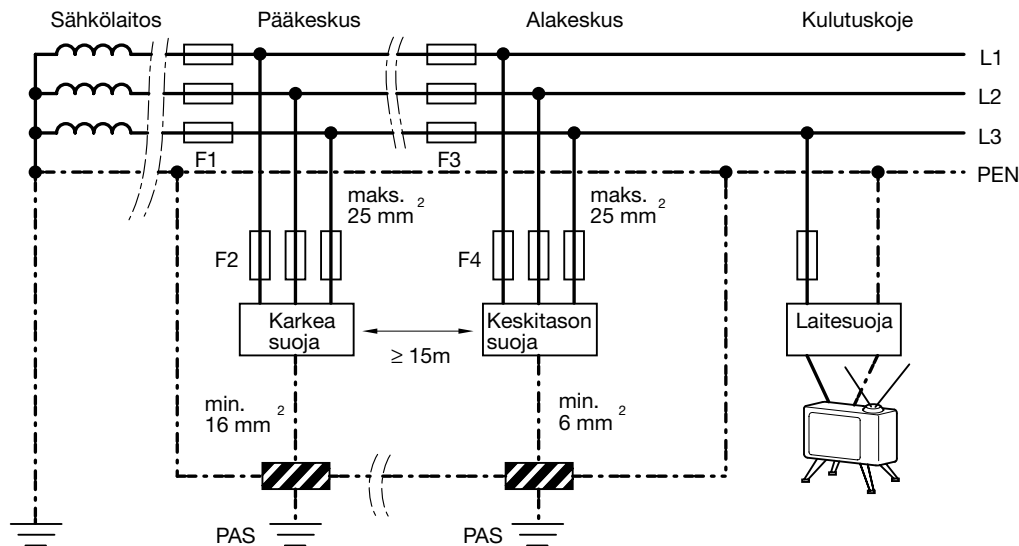 Sähkölaitos
Pääkeskus
Alakeskus
Kulutuskoje
L1
L2
L3
F1
F3
PEN
maks.
25 mm²
maks.
25 mm²
F2
F4
Karkea
suoja
≥ 15m
Keskitason
suoja
Laitesuoja
min.
16 mm²
min.
6 mm²
PAS
PAS